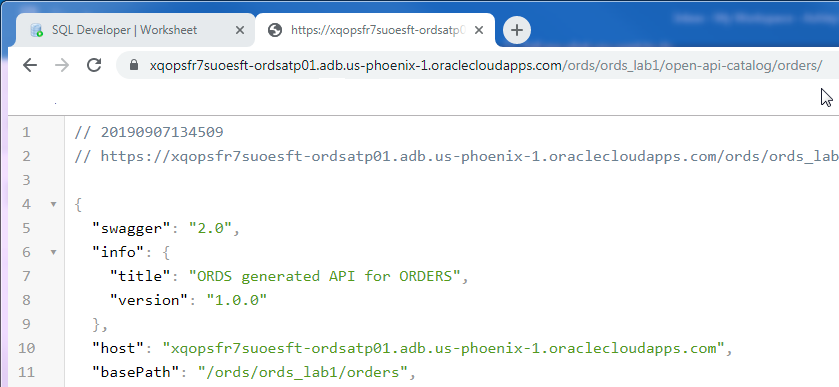 SQL Developer | Worksheet
https://xqopsfr7suoesft-ordsatp0
xqopsfr7suoesft-ordsatp01.adb.us-phoenix-1.oraclecloudapps.com/ords/ords_lab1/open-api-catalog/orders/
1 // 20190907134509
2 // https://xqopsfr7suoesft-ordsatp01.adb.us-phoenix-1.oraclecloudapps.com/ords/ords_lab
3
4 {
5 "swagger": "2.0",
6 "info": {
7 "title": "ORDS generated API for ORDERS",
8 "version": "1.0.0"
9 },
10 "host": "xqopsfr7suoesft-ordsatp01.adb.us-phoenix-1.oraclecloudapps.com",
11 "basePath": "/ords/ords_lab1/orders",